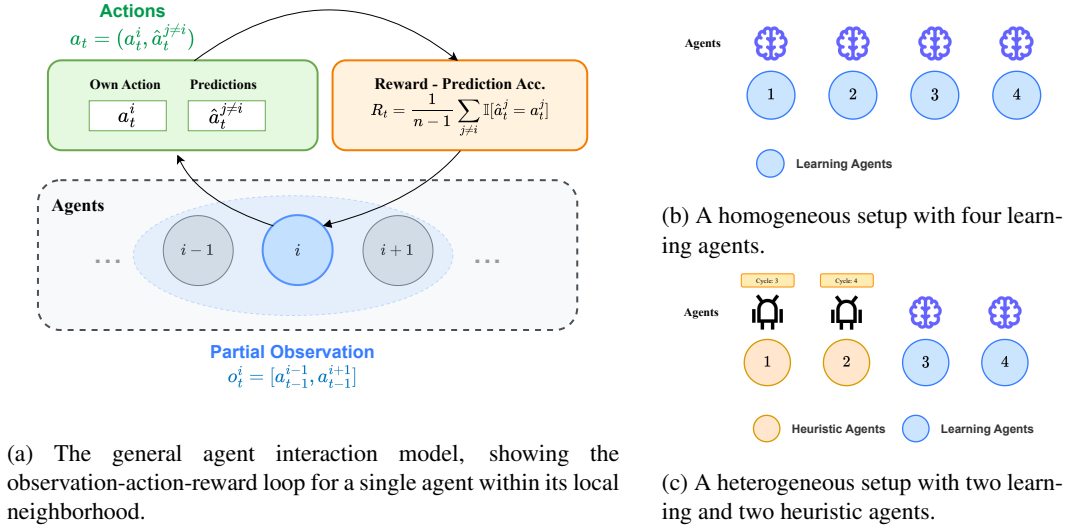 Actions
a_t = (a_t^i, â_t^{j≠i})
Own Action
Predictions
a_t^i
â_t^{j≠i}
Reward - Prediction Acc.
R_t = \frac{1}{n-1} \sum_{j≠i} 𝕀[â_t^j = a_t^j]
Agents
...
i − 1
i
i + 1
...
Partial Observation
o_t^i = [a_{t-1}^{i-1}, a_{t-1}^{i+1}]
(a) The general agent interaction model, showing the
observation-action-reward loop for a single agent within its local
neighborhood.
Agents
1
2
3
4
Learning Agents
(b) A homogeneous setup with four learn-
ing agents.
Cycle: 3
Cycle: 4
Agents
1
2
3
4
Heuristic Agents
Learning Agents
(c) A heterogeneous setup with two learn-
ing and two heuristic agents.